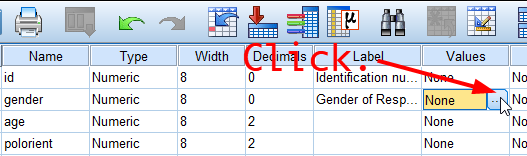 Click.
Name Type Width Decimals Label Values
id Numeric 8 0 Identification nu... None No
gender Numeric 8 0 Gender of Resp... None ... No
age Numeric 8 2 None No
polorient Numeric 8 2 None No